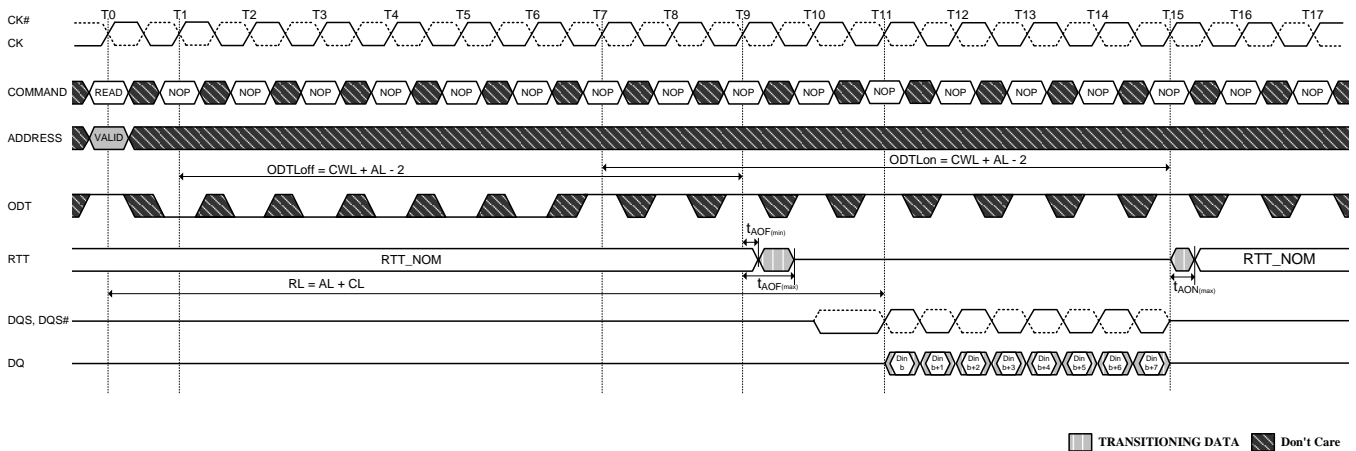 CK#
CK
T0 T1 T2 T3 T4 T5 T6 T7 T8 T9 T10 T11 T12 T13 T14 T15 T16 T17
COMMAND READ NOP NOP NOP NOP NOP NOP NOP NOP NOP NOP NOP NOP NOP NOP NOP NOP NOP
ADDRESS VALID
ODTLoff = CWL + AL - 2
ODTLon = CWL + AL - 2
ODT
tAOF(min)
RTT RTT_NOM RTT_NOM
tAOF(max)
tAON(max)
RL = AL + CL
DQS, DQS#
DQ Din b Din b+1 Din b+2 Din b+3 Din b+4 Din b+5 Din b+6 Din b+7
TRANSITIONING DATA Don't Care